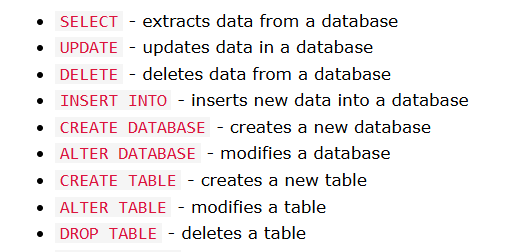 SELECT - extracts data from a database
UPDATE - updates data in a database
DELETE - deletes data from a database
INSERT INTO - inserts new data into a database
CREATE DATABASE - creates a new database
ALTER DATABASE - modifies a database
CREATE TABLE - creates a new table
ALTER TABLE - modifies a table
DROP TABLE - deletes a table